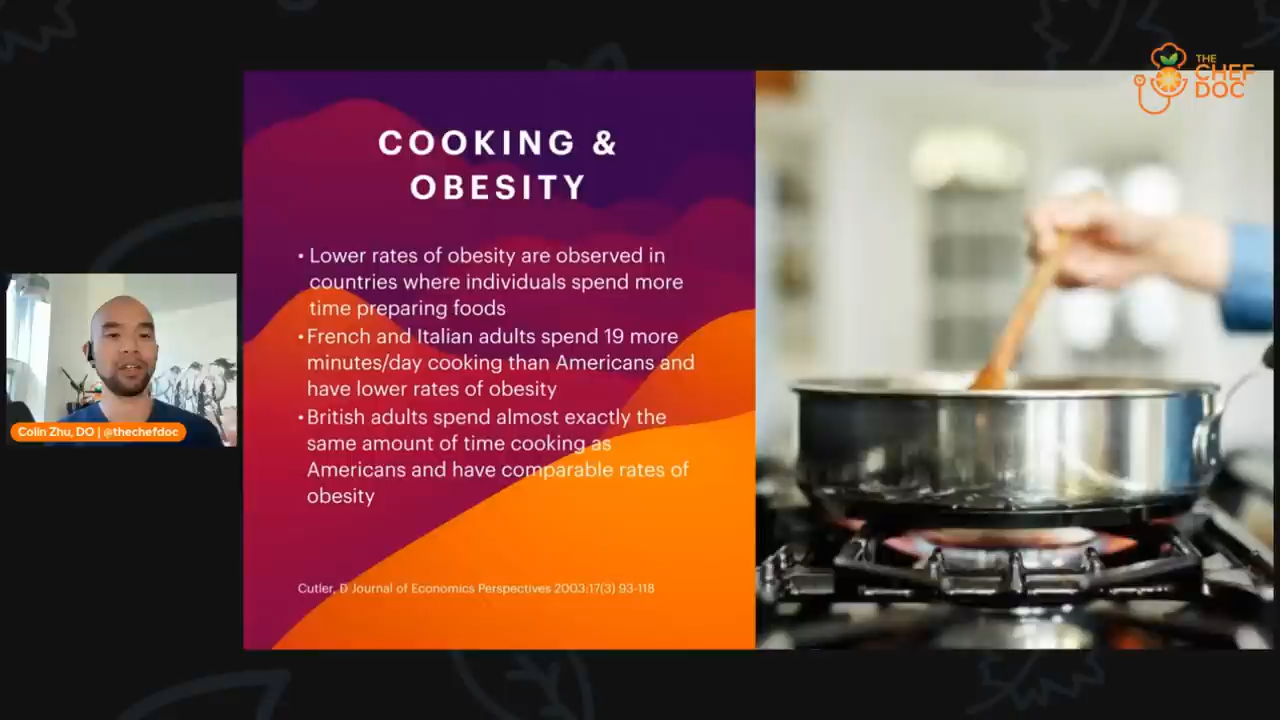 THE
CHEF
DOC
COOKING &
OBESITY
• Lower rates of obesity are observed in
countries where individuals spend more
time preparing foods
• French and Italian adults spend 19 more
minutes/day cooking than Americans and
have lower rates of obesity
• British adults spend almost exactly the
same amount of time cooking as
Americans and have comparable rates of
obesity
Cutler, D Journal of Economics Perspectives 2003:17(3) 93-118
Colin Zhu, DO | @thechefdoc